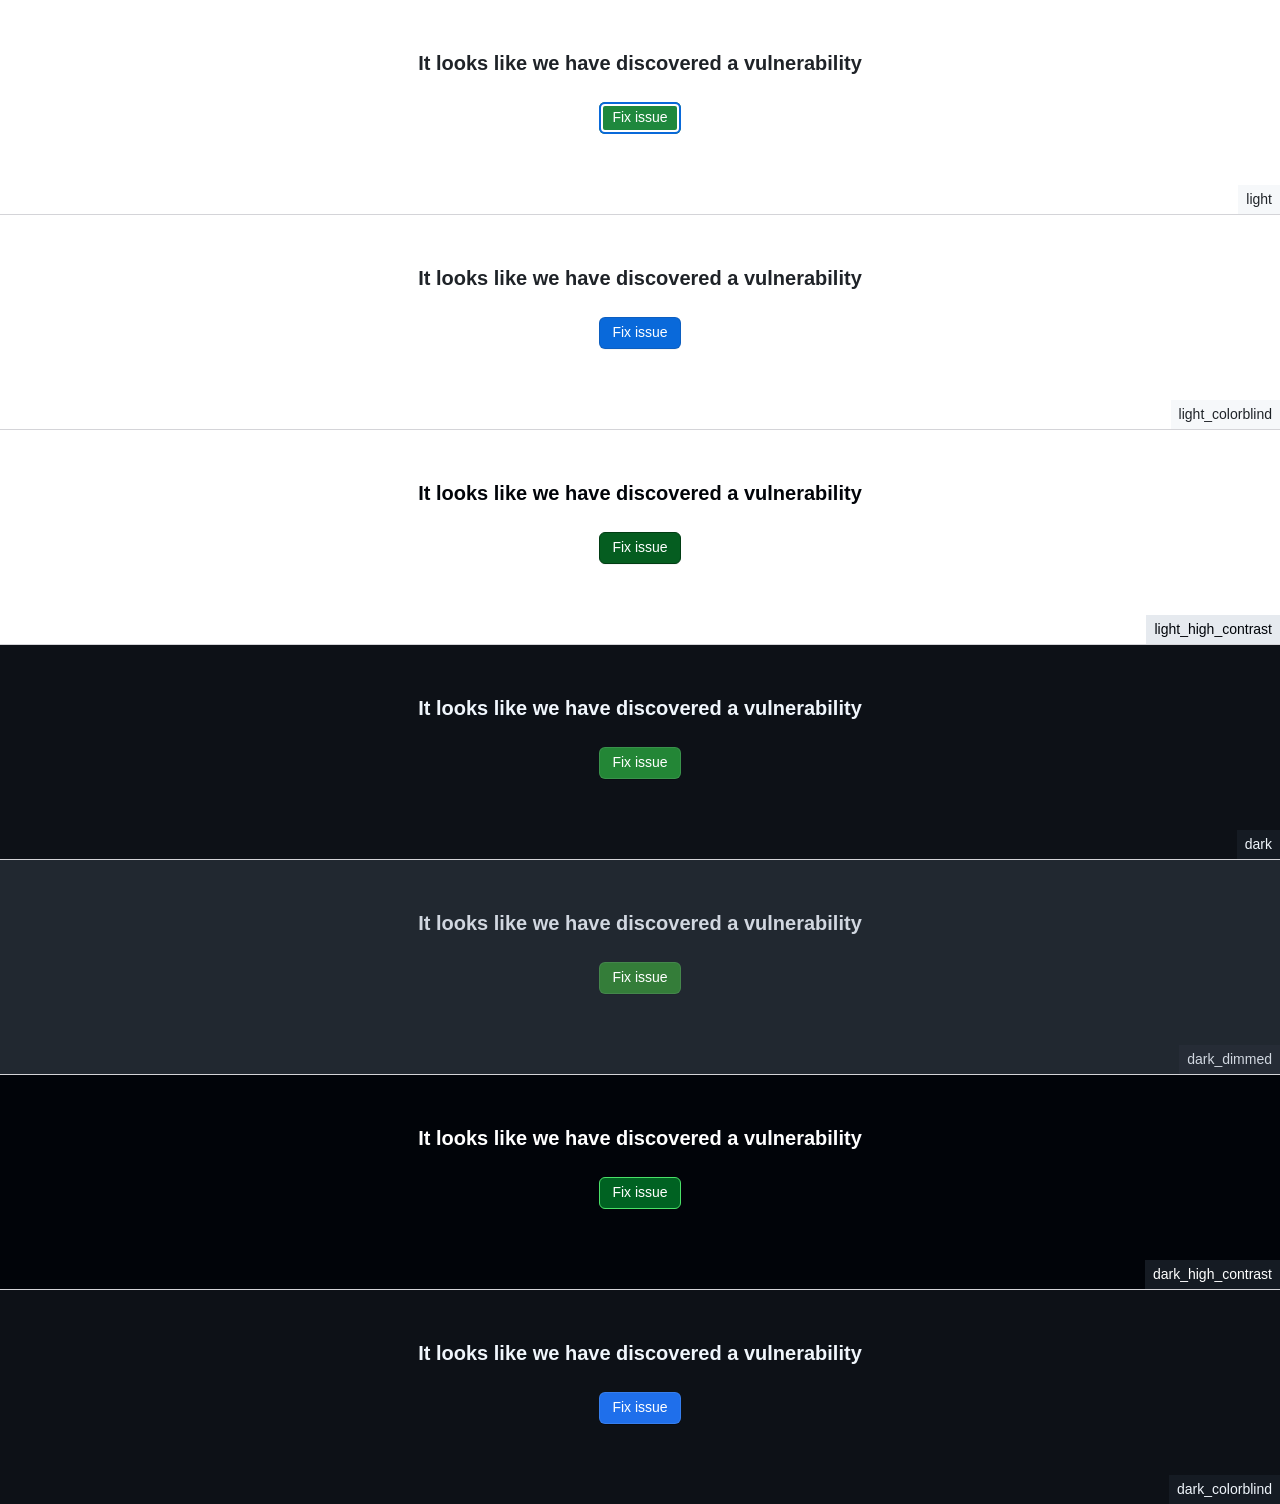 It looks like we have discovered a vulnerability
Fix issue
light
It looks like we have discovered a vulnerability
Fix issue
light_colorblind
It looks like we have discovered a vulnerability
Fix issue
light_high_contrast
It looks like we have discovered a vulnerability
Fix issue
dark
It looks like we have discovered a vulnerability
Fix issue
dark_dimmed
It looks like we have discovered a vulnerability
Fix issue
dark_high_contrast
It looks like we have discovered a vulnerability
Fix issue
dark_colorblind